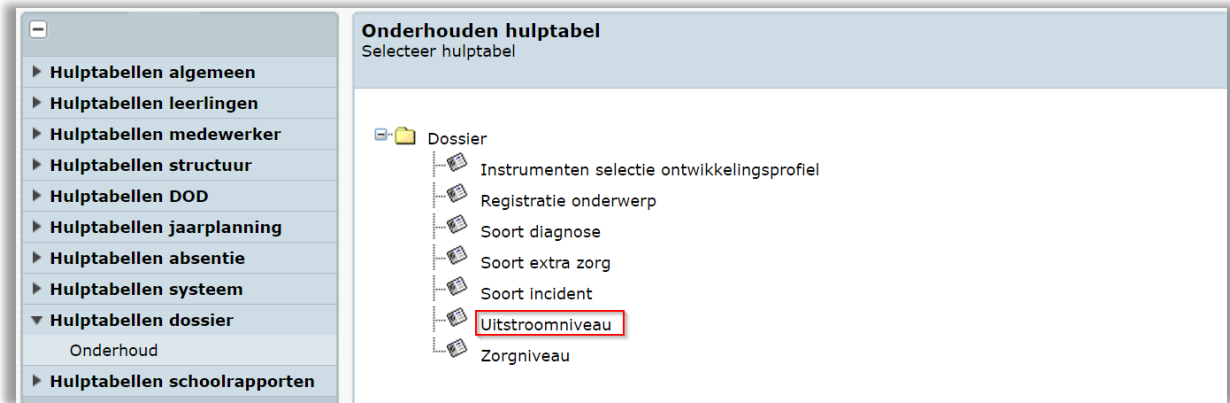 Hulptabellen algemeen
Hulptabellen leerlingen
Hulptabellen medewerker
Hulptabellen structuur
Hulptabellen DOD
Hulptabellen jaarplanning
Hulptabellen absentie
Hulptabellen systeem
Hulptabellen dossier
Onderhoud
Hulptabellen schoolrapporten
Onderhouden hulptabel
Selecteer hulptabel
Dossier
Instrumenten selectie ontwikkelingsprofiel
Registratie onderwerp
Soort diagnose
Soort extra zorg
Soort incident
Uitstroomniveau
Zorgniveau